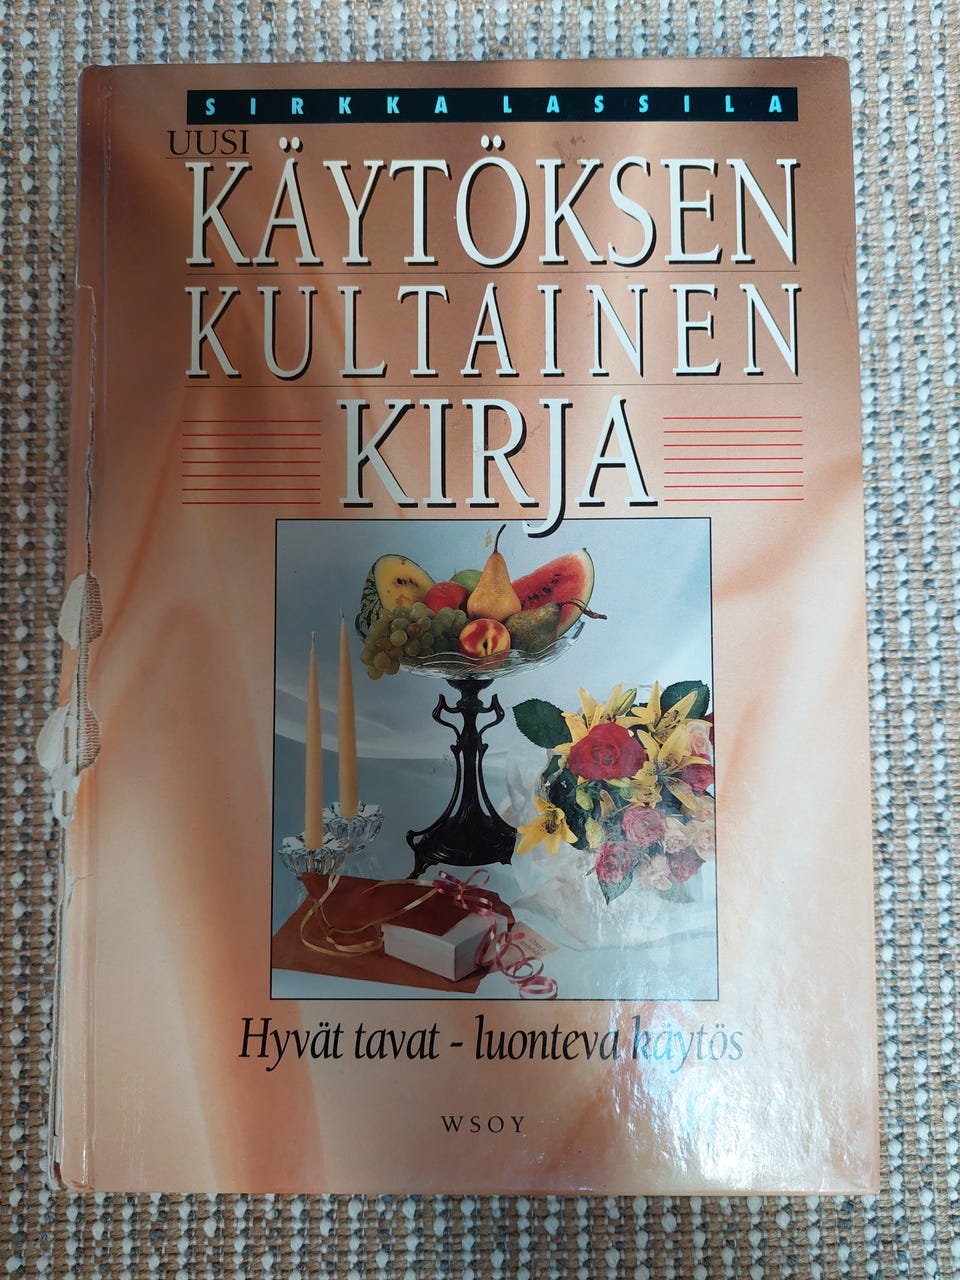 SIRKKA LASSILA
UUSI
KÄYTÖKSEN
KULTAINEN
KIRJA
Hyvät tavat - luonteva käytös
WSOY